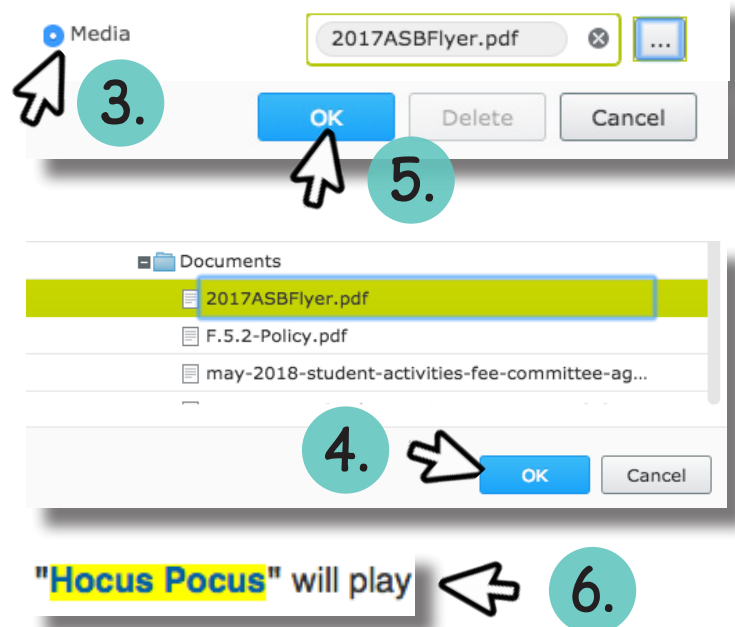 Media 2017ASBFlyer.pdf ...
3.
OK Delete Cancel
5.
Documents
2017ASBFlyer.pdf
F.5.2-Policy.pdf
may-2018-student-activities-fee-committee-ag...
4.
OK Cancel
"Hocus Pocus" will play 6.